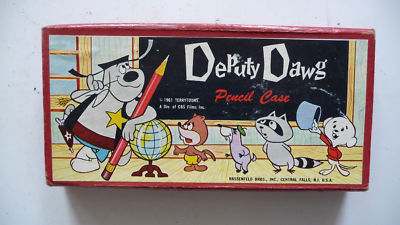 Deputy Dawg
Pencil Case
© 1961 TERRYTOONS,
A Div. of CBS Films Inc.
HASSENFELD BROS., INC., CENTRAL FALLS, R.I. U.S.A.